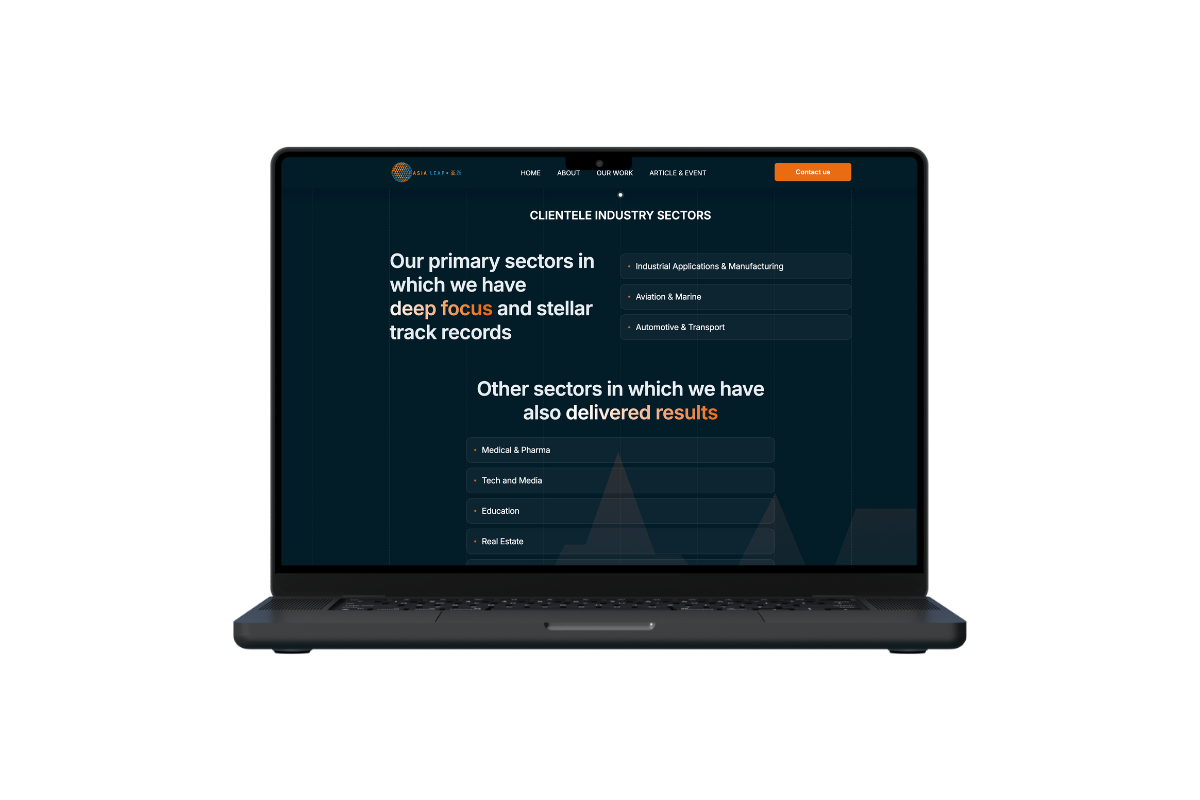 ASIA LEAP
HOME ABOUT OUR WORK ARTICLE & EVENT
Contact us
CLIENTELE INDUSTRY SECTORS
Our primary sectors in
which we have
deep focus and stellar
track records
Industrial Applications & Manufacturing
Aviation & Marine
Automotive & Transport
Other sectors in which we have
also delivered results
Medical & Pharma
Tech and Media
Education
Real Estate